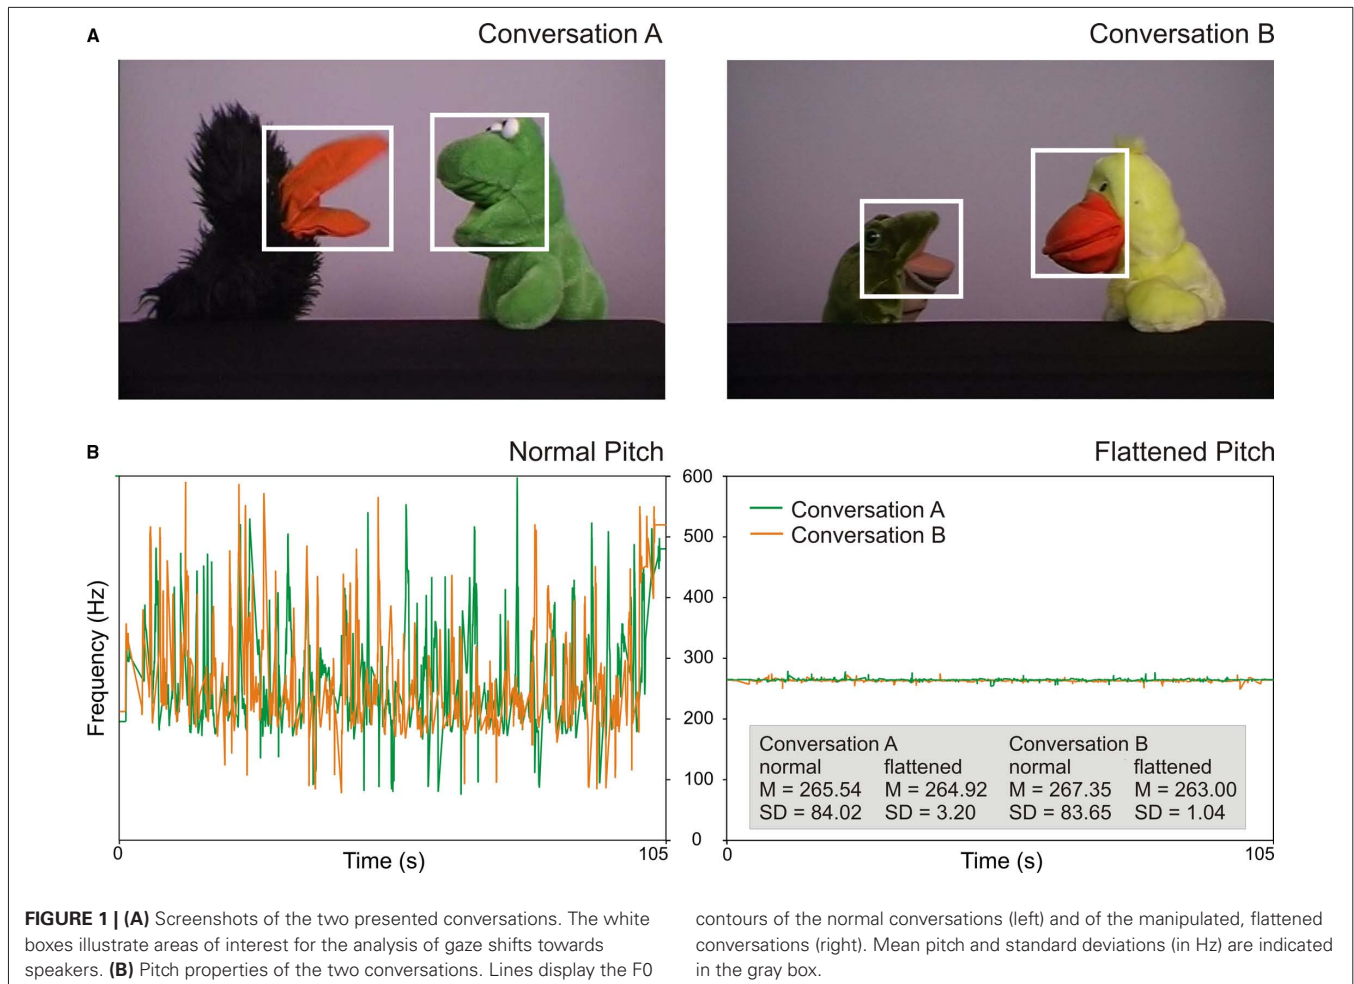 A
Conversation A
Conversation B
B
Normal Pitch
Flattened Pitch
Frequency (Hz)
600
500
400
300
200
100
0
Conversation A
Conversation B
Conversation A
Conversation B
normal
flattened
normal
flattened
M = 265.54
M = 264.92
M = 267.35
M = 263.00
SD = 84.02
SD = 3.20
SD = 83.65
SD = 1.04
0
Time (s)
105
0
Time (s)
105
FIGURE 1 | (A) Screenshots of the two presented conversations. The white
boxes illustrate areas of interest for the analysis of gaze shifts towards
speakers. (B) Pitch properties of the two conversations. Lines display the F0
contours of the normal conversations (left) and of the manipulated, flattened
conversations (right). Mean pitch and standard deviations (in Hz) are indicated
in the gray box.